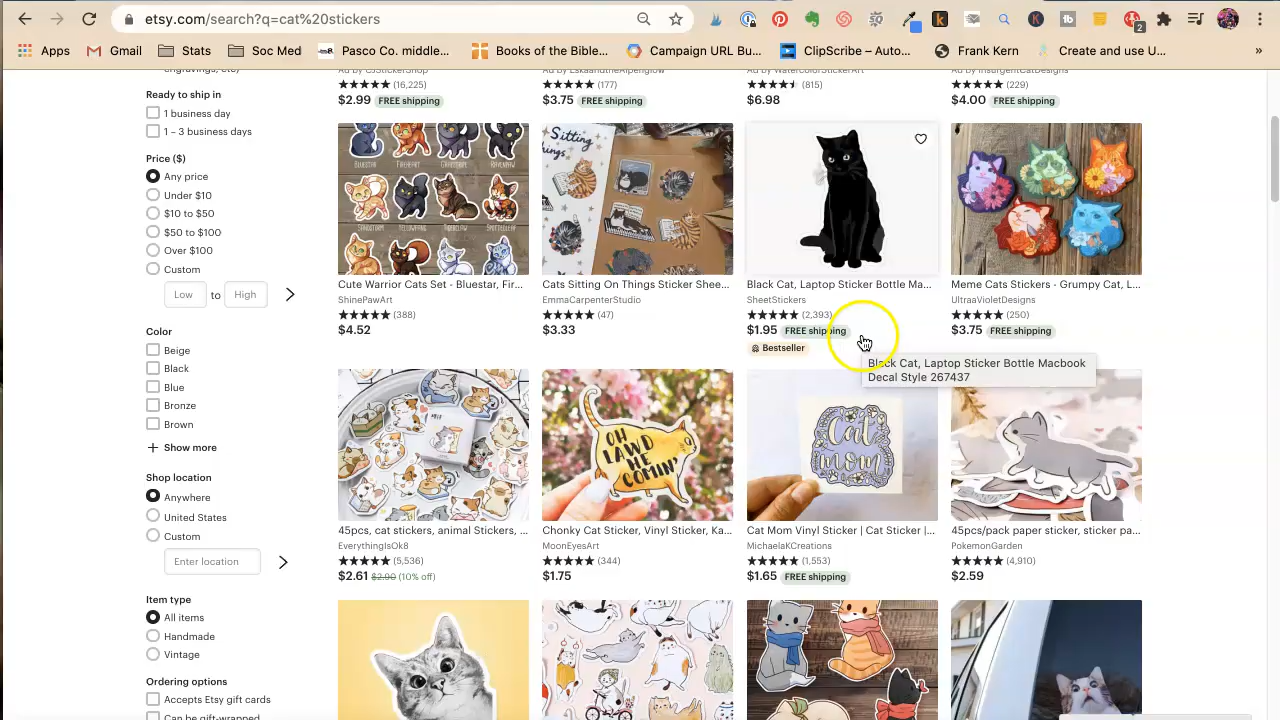 etsy.com/search?q=cat%20stickers
2
Apps
Gmail
Stats
Soc Med
Pasco Co. middle...
Books of the Bible...
Campaign URL Bu...
ClipScribe – Auto...
Frank Kern
Create and use U...
»
Ready to ship in
1 business day
1 – 3 business days
Price ($)
Any price
Under $10
$10 to $50
$50 to $100
Over $100
Custom
Low to High
Color
Beige
Black
Blue
Bronze
Brown
+ Show more
Shop location
Anywhere
United States
Custom
Enter location
Item type
All items
Handmade
Vintage
Ordering options
Accepts Etsy gift cards
Can be gift-wrapped
(16,225)
$2.99 FREE shipping
(177)
$3.75 FREE shipping
(815)
$6.98
(229)
$4.00 FREE shipping
Sitting
Cute Warrior Cats Set - Bluestar, Fir...
ShinePawArt
(388)
$4.52
Cats Sitting On Things Sticker Shee...
EmmaCarpenterStudio
(47)
$3.33
Black Cat, Laptop Sticker Bottle Ma...
SheetStickers
(2,393)
$1.95 FREE shipping
Bestseller
Black Cat, Laptop Sticker Bottle Macbook
Decal Style 267437
Meme Cats Stickers - Grumpy Cat, L...
UltraaVioletDesigns
(250)
$3.75 FREE shipping
45pcs, cat stickers, animal Stickers, ...
EverythingIsOk8
(5,536)
$2.61 $2.90 (10% off)
OH
LAWD
HE
COMIN'
Chonky Cat Sticker, Vinyl Sticker, Ka...
MoonEyesArt
(344)
$1.75
Cat
mom
Cat Mom Vinyl Sticker | Cat Sticker |...
MichaelaKCreations
(1,553)
$1.65 FREE shipping
45pcs/pack paper sticker, sticker pa...
PokemonGarden
(4,910)
$2.59